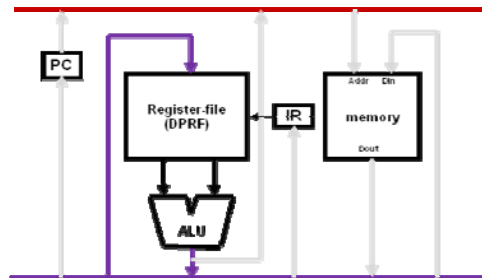 PC
Register-file
(DPRF)
IR
Addr Din
memory
Dout
ALU